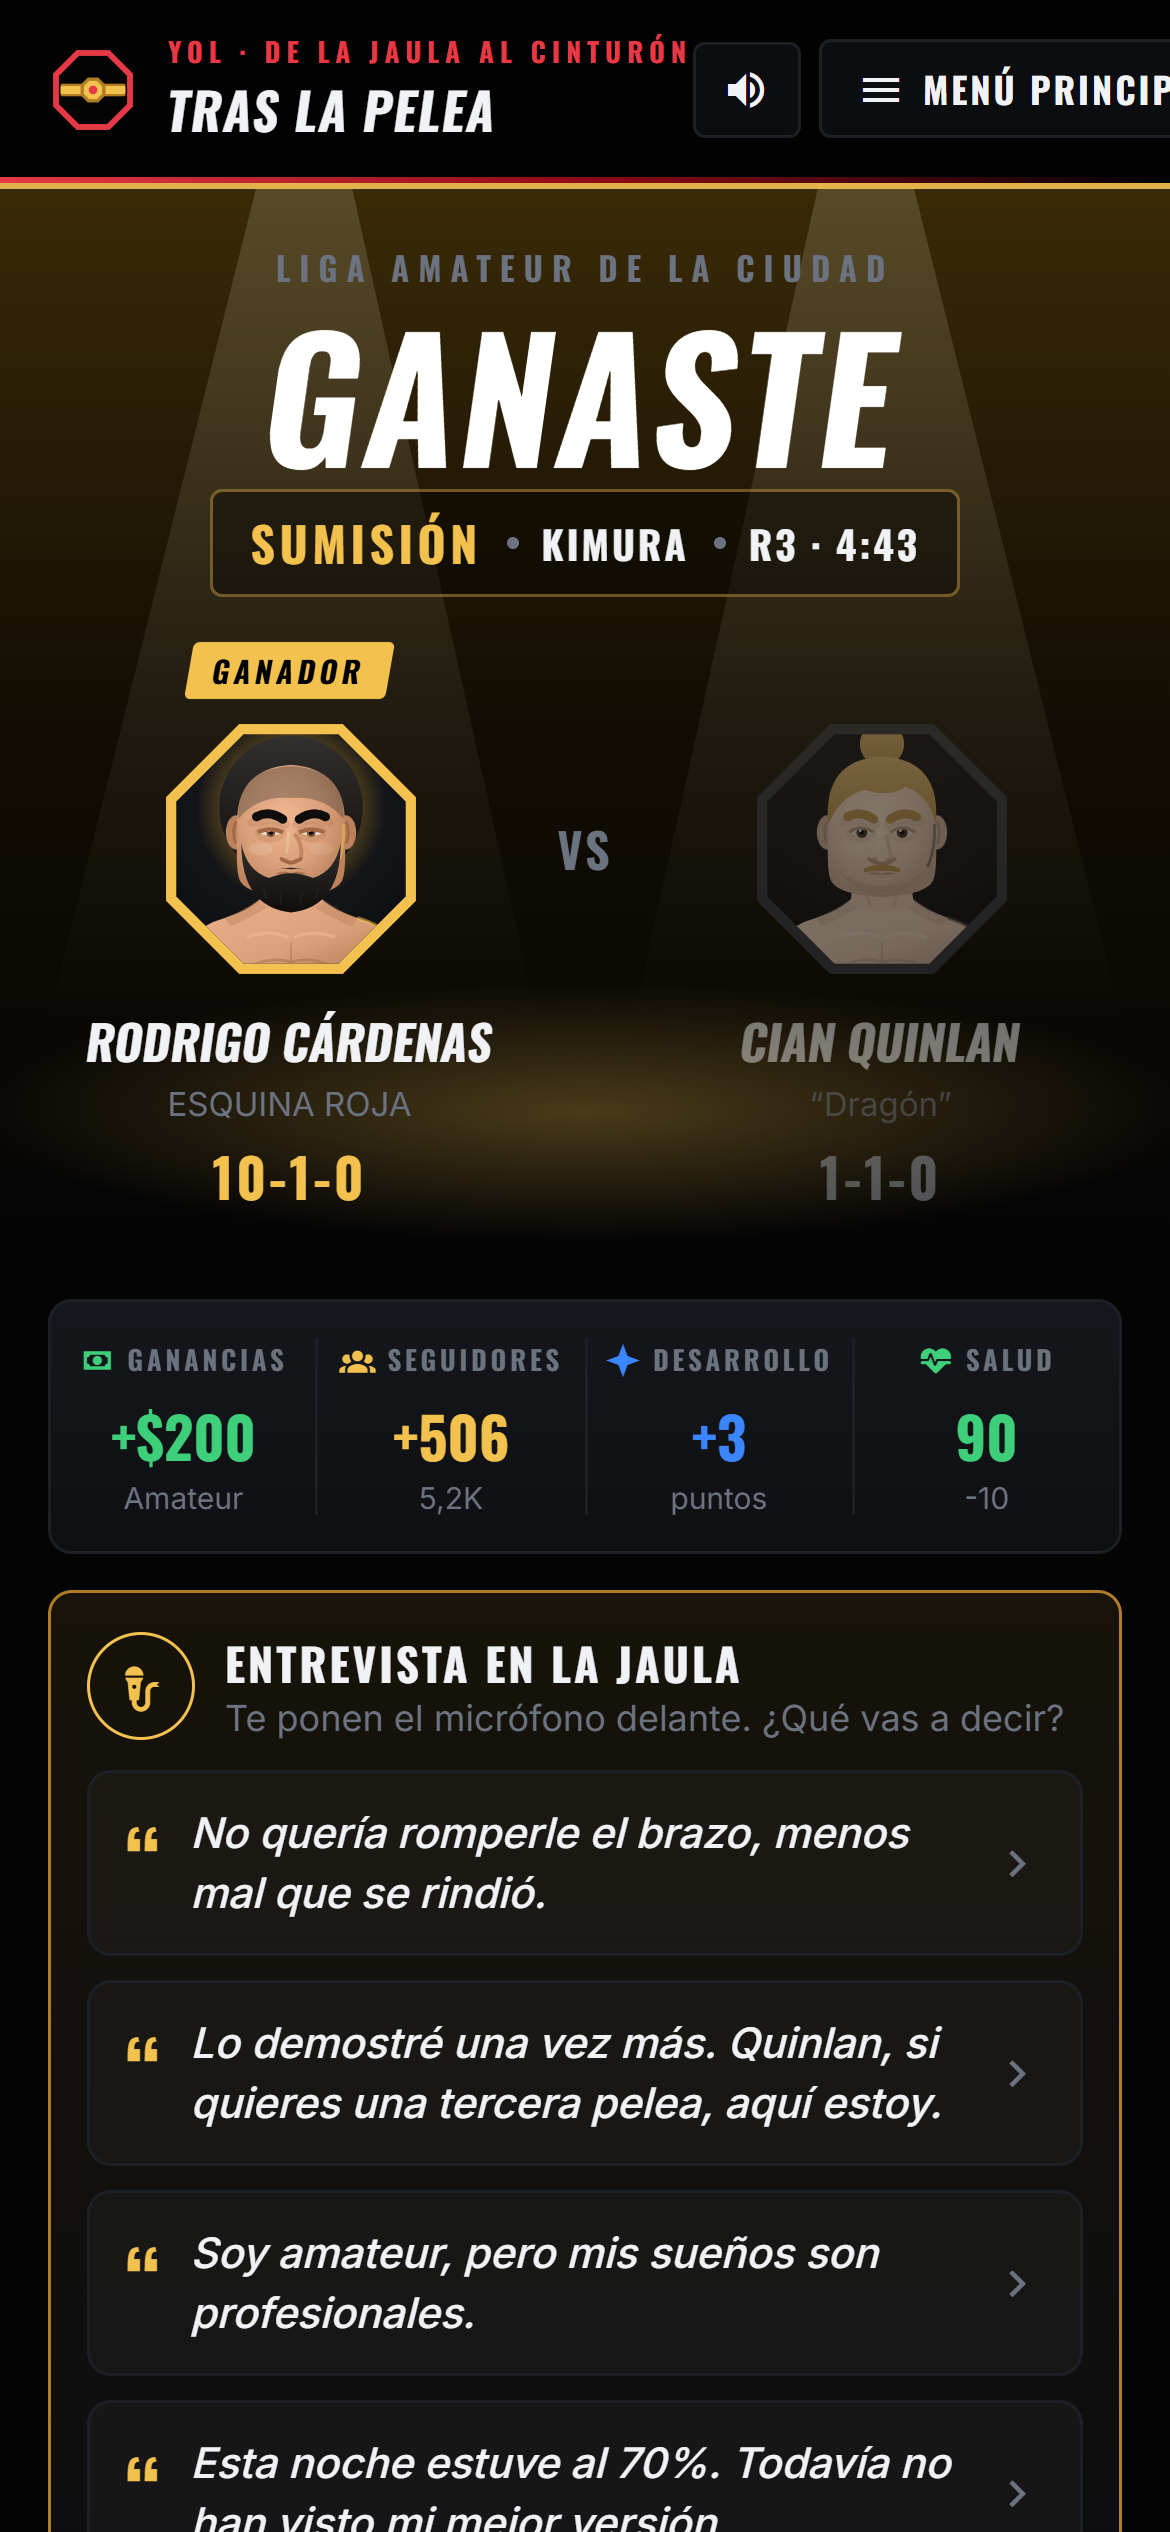 YOL · DE LA JAULA AL CINTURÓN
TRAS LA PELEA
MENÚ PRINCIP
LIGA AMATEUR DE LA CIUDAD
GANASTE
SUMISIÓN • KIMURA • R3 · 4:43
GANADOR
VS
RODRIGO CÁRDENAS
ESQUINA ROJA
10-1-0
CIAN QUINLAN
“Dragón”
1-1-0
GANANCIAS
+$200
Amateur
SEGUIDORES
+506
5,2K
DESARROLLO
+3
puntos
SALUD
90
-10
ENTREVISTA EN LA JAULA
Te ponen el micrófono delante. ¿Qué vas a decir?
No quería romperle el brazo, menos
mal que se rindió.
Lo demostré una vez más. Quinlan, si
quieres una tercera pelea, aquí estoy.
Soy amateur, pero mis sueños son
profesionales.
Esta noche estuve al 70%. Todavía no
han visto mi mejor versión